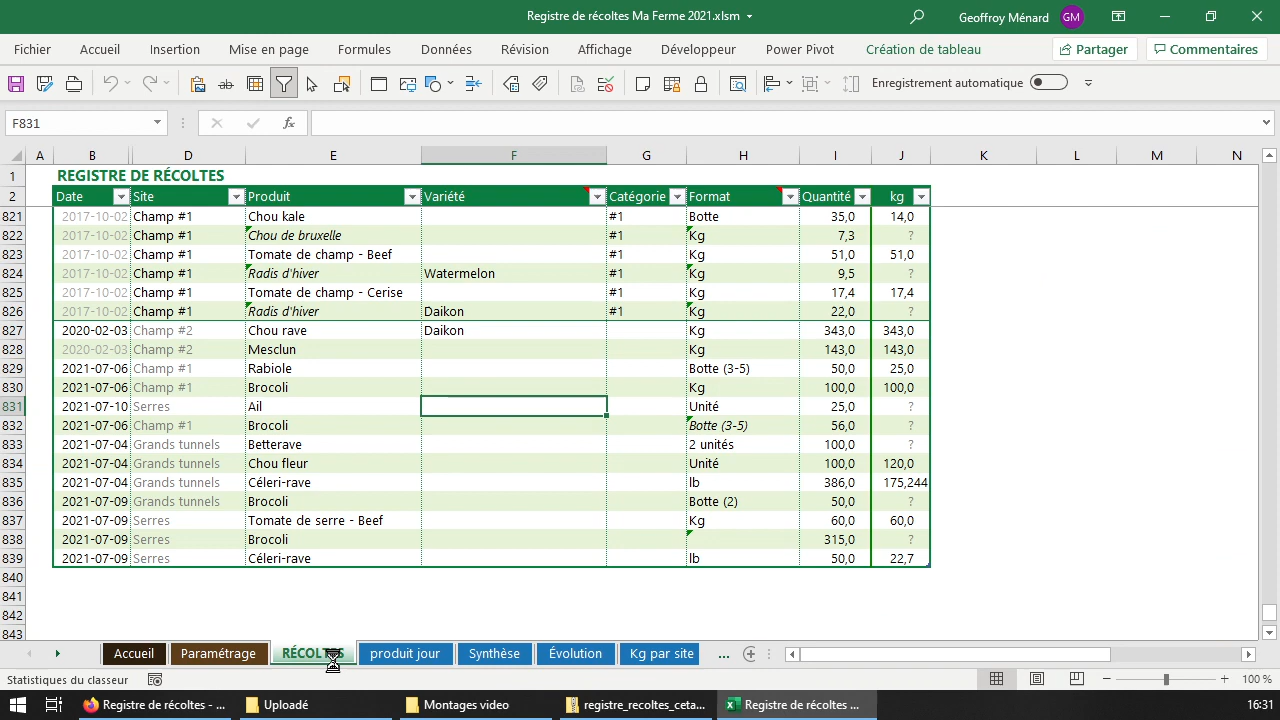 Registre de récoltes Ma Ferme 2021.xlsm
Geoffroy Ménard GM
Fichier Accueil Insertion Mise en page Formules Données Révision Affichage Développeur Power Pivot Création de tableau Partager Commentaires
Enregistrement automatique
F831 fx
A B D E F G H I J K L M N
1 REGISTRE DE RÉCOLTES
2 Date Site Produit Variété Catégorie Format Quantité kg
821 2017-10-02 Champ #1 Chou kale #1 Botte 35,0 14,0
822 2017-10-02 Champ #1 Chou de bruxelle #1 Kg 7,3 ?
823 2017-10-02 Champ #1 Tomate de champ - Beef #1 Kg 51,0 51,0
824 2017-10-02 Champ #1 Radis d'hiver Watermelon #1 Kg 9,5 ?
825 2017-10-02 Champ #1 Tomate de champ - Cerise #1 Kg 17,4 17,4
826 2017-10-02 Champ #1 Radis d'hiver Daikon #1 Kg 22,0 ?
827 2020-02-03 Champ #2 Chou rave Daikon Kg 343,0 343,0
828 2020-02-03 Champ #2 Mesclun Kg 143,0 143,0
829 2021-07-06 Champ #1 Rabiole Botte (3-5) 50,0 25,0
830 2021-07-06 Champ #1 Brocoli Kg 100,0 100,0
831 2021-07-10 Serres Ail Unité 25,0 ?
832 2021-07-06 Champ #1 Brocoli Botte (3-5) 56,0 ?
833 2021-07-04 Grands tunnels Betterave 2 unités 100,0 ?
834 2021-07-04 Grands tunnels Chou fleur Unité 100,0 120,0
835 2021-07-04 Grands tunnels Céleri-rave lb 386,0 175,244
836 2021-07-09 Grands tunnels Brocoli Botte (2) 50,0 ?
837 2021-07-09 Serres Tomate de serre - Beef Kg 60,0 60,0
838 2021-07-09 Serres Brocoli 315,0 ?
839 2021-07-09 Serres Céleri-rave lb 50,0 22,7
840
841
842
843
Accueil Paramétrage RÉCOLTES produit jour Synthèse Évolution Kg par site ...
Statistiques du classeur 100 %
Registre de récoltes - ... Uploadé Montages video registre_recoltes_ceta... Registre de récoltes ... 16:31